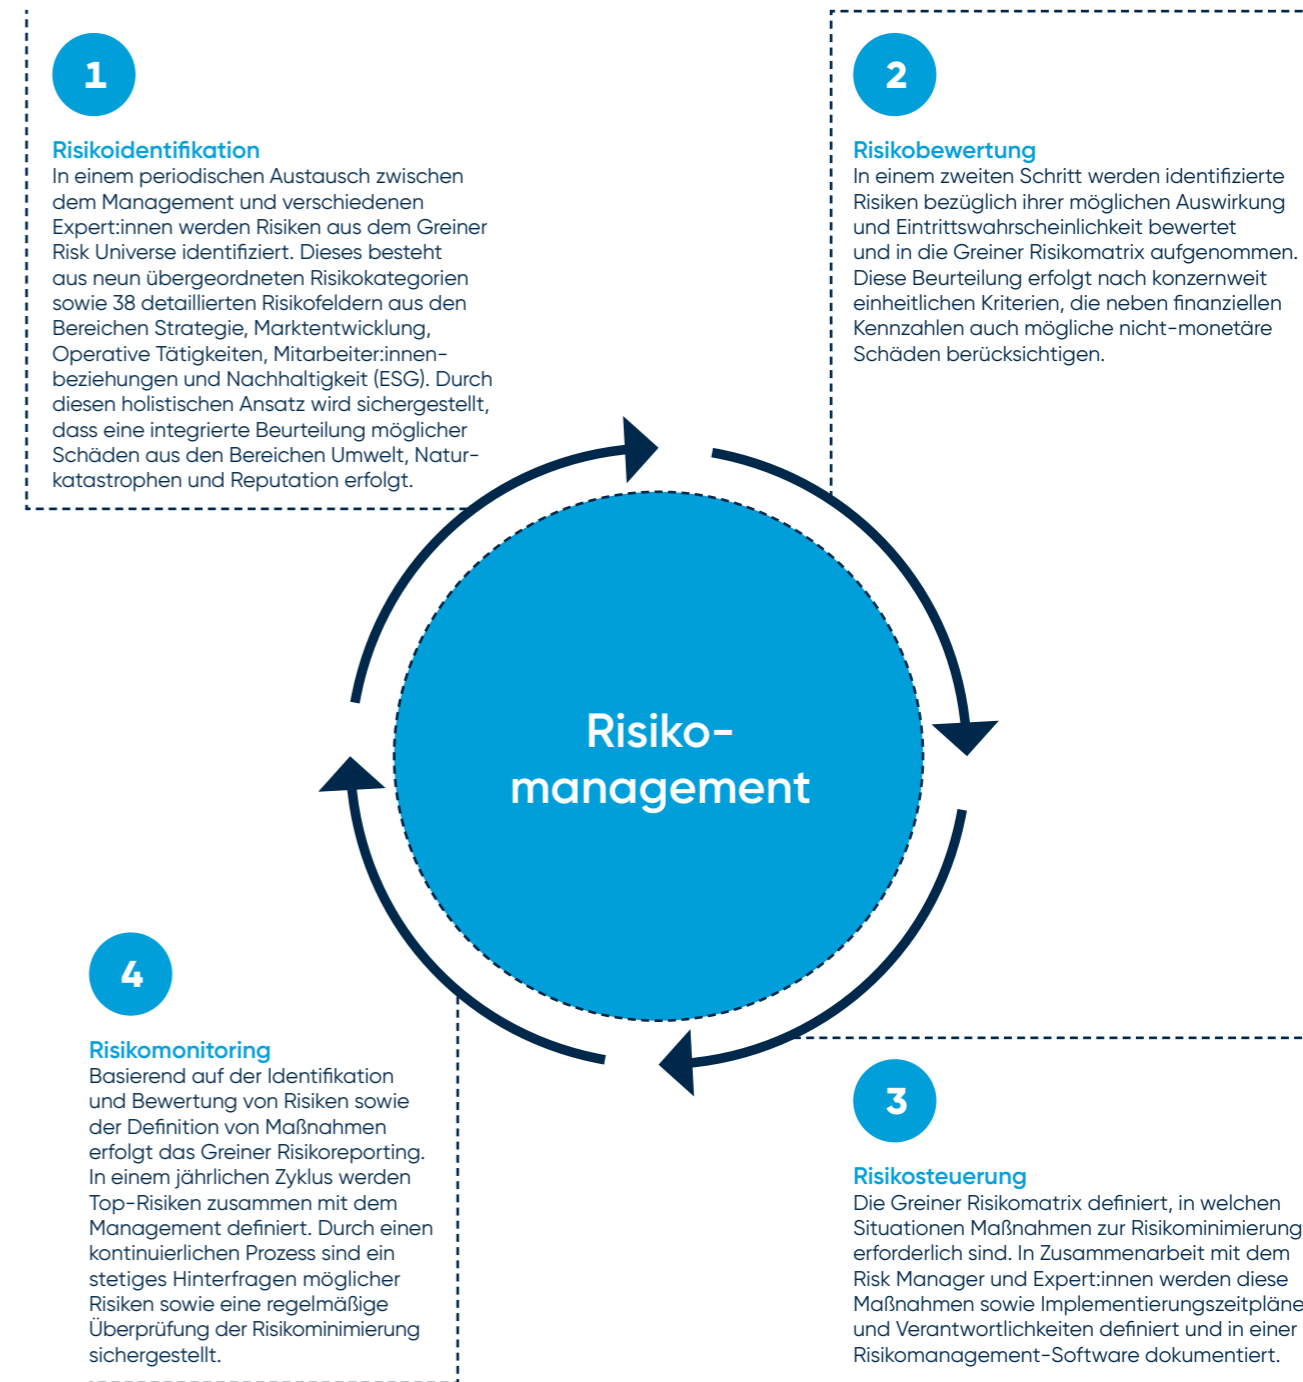 1
Risikoidentifikation
In einem periodischen Austausch zwischen
dem Management und verschiedenen
Expert:innen werden Risiken aus dem Greiner
Risk Universe identifiziert. Dieses besteht
aus neun übergeordneten Risikokategorien
sowie 38 detaillierten Risikofeldern aus den
Bereichen Strategie, Marktentwicklung,
Operative Tätigkeiten, Mitarbeiter:innen-
beziehungen und Nachhaltigkeit (ESG). Durch
diesen holistischen Ansatz wird sichergestellt,
dass eine integrierte Beurteilung möglicher
Schäden aus den Bereichen Umwelt, Natur-
katastrophen und Reputation erfolgt.
2
Risikobewertung
In einem zweiten Schritt werden identifizierte
Risiken bezüglich ihrer möglichen Auswirkung
und Eintrittswahrscheinlichkeit bewertet
und in die Greiner Risikomatrix aufgenommen.
Diese Beurteilung erfolgt nach konzernweit
einheitlichen Kriterien, die neben finanziellen
Kennzahlen auch mögliche nicht-monetäre
Schäden berücksichtigen.
Risiko-
management
3
Risikosteuerung
Die Greiner Risikomatrix definiert, in welchen
Situationen Maßnahmen zur Risikominimierung
erforderlich sind. In Zusammenarbeit mit dem
Risk Manager und Expert:innen werden diese
Maßnahmen sowie Implementierungszeitpläne
und Verantwortlichkeiten definiert und in einer
Risikomanagement-Software dokumentiert.
4
Risikomonitoring
Basierend auf der Identifikation
und Bewertung von Risiken sowie
der Definition von Maßnahmen
erfolgt das Greiner Risikoreporting.
In einem jährlichen Zyklus werden
Top-Risiken zusammen mit dem
Management definiert. Durch einen
kontinuierlichen Prozess sind ein
stetiges Hinterfragen möglicher
Risiken sowie eine regelmäßige
Überprüfung der Risikominimierung
sichergestellt.